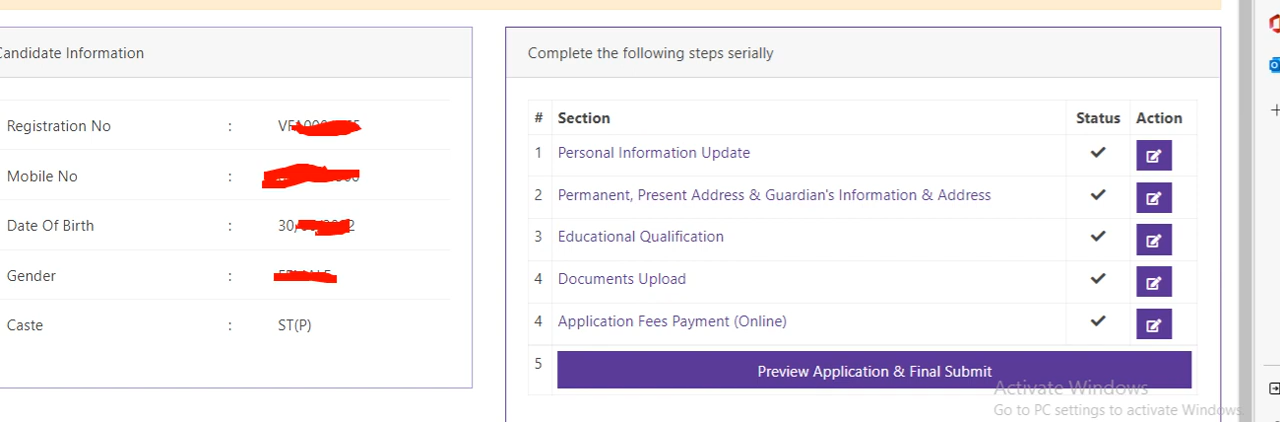 Candidate Information
Registration No :
Mobile No :
Date Of Birth : 30
Gender :
Caste : ST(P)
Complete the following steps serially
# Section Status Action
1 Personal Information Update
2 Permanent, Present Address & Guardian's Information & Address
3 Educational Qualification
4 Documents Upload
4 Application Fees Payment (Online)
5 Preview Application & Final Submit
Activate Windows
Go to PC settings to activate Windows.